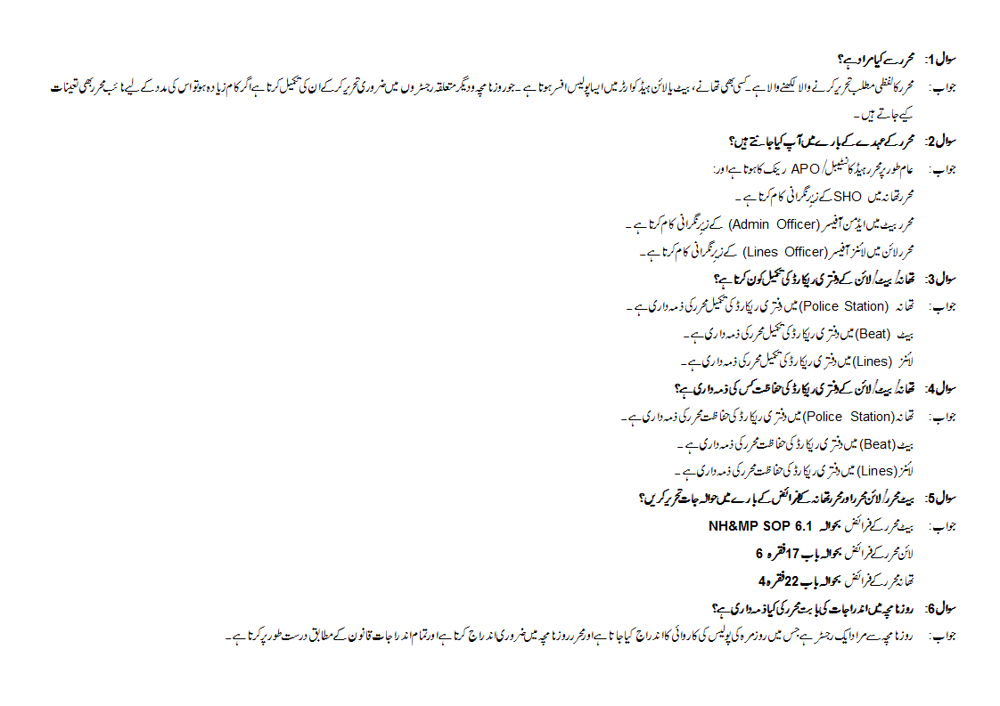 سوال 1: محرر سے کیا مراد ہے؟
جواب: محرر کا لفظی مطلب تحریر کرنے والا لکھنے والا ہے۔ کسی بھی تھانے، بیٹ یا لائن ہیڈ کوارٹر میں ایسا پولیس افسر ہوتا ہے۔ جو روزنامچہ و دیگر متعلقہ رجسٹروں میں ضروری تحریر کر کے ان کی تکمیل کرتا ہے اگر کام زیادہ ہو تو اس کی مدد کے لیے نائب محرر بھی تعینات
کیے جاتے ہیں۔
سوال 2: محرر کے عہدے کے بارے میں آپ کیا جانتے ہیں؟
جواب: عام طور پر محرر ہیڈ کانسٹیبل/ APO رینک کا ہوتا ہے اور:
محرر تھانہ میں SHO کے زیرِ نگرانی کام کرتا ہے۔
محرر بیٹ میں ایڈمن آفیسر (Admin Officer) کے زیرِ نگرانی کام کرتا ہے۔
محرر لائن میں لائنز آفیسر (Lines Officer) کے زیرِ نگرانی کام کرتا ہے۔
سوال 3: تھانہ/ بیٹ/ لائن کے دفتری ریکارڈ کی تکمیل کون کرتا ہے؟
جواب: تھانہ (Police Station) میں دفتری ریکارڈ کی تکمیل محرر کی ذمہ داری ہے۔
بیٹ (Beat) میں دفتری ریکارڈ کی تکمیل محرر کی ذمہ داری ہے۔
لائنز (Lines) میں دفتری ریکارڈ کی تکمیل محرر کی ذمہ داری ہے۔
سوال 4: تھانہ/ بیٹ/ لائن کے دفتری ریکارڈ کی حفاظت کس کی ذمہ داری ہے؟
جواب: تھانہ (Police Station) میں دفتری ریکارڈ کی حفاظت محرر کی ذمہ داری ہے۔
بیٹ (Beat) میں دفتری ریکارڈ کی حفاظت محرر کی ذمہ داری ہے۔
لائنز (Lines) میں دفتری ریکارڈ کی حفاظت محرر کی ذمہ داری ہے۔
سوال 5: بیٹ محرر/ لائن محرر اور محرر تھانہ کے فرائض کے بارے میں حوالہ جات تحریر کریں؟
جواب: بیٹ محرر کے فرائض بحوالہ NH&MP SOP 6.1
لائن محرر کے فرائض بحوالہ باب 17 فقرہ 6
تھانہ محرر کے فرائض بحوالہ باب 22 فقرہ 4
سوال 6: روزنامچہ میں اندراجات کی بابت محرر کی کیا ذمہ داری ہے؟
جواب: روزنامچہ سے مراد ایک رجسٹر ہے جس میں روزمرہ کی پولیس کی کاروائی کا اندراج کیا جاتا ہے اور محرر روزنامچہ میں ضروری اندراج کرتا ہے اور تمام اندراجات قانون کے مطابق درست طور پر کرتا ہے۔